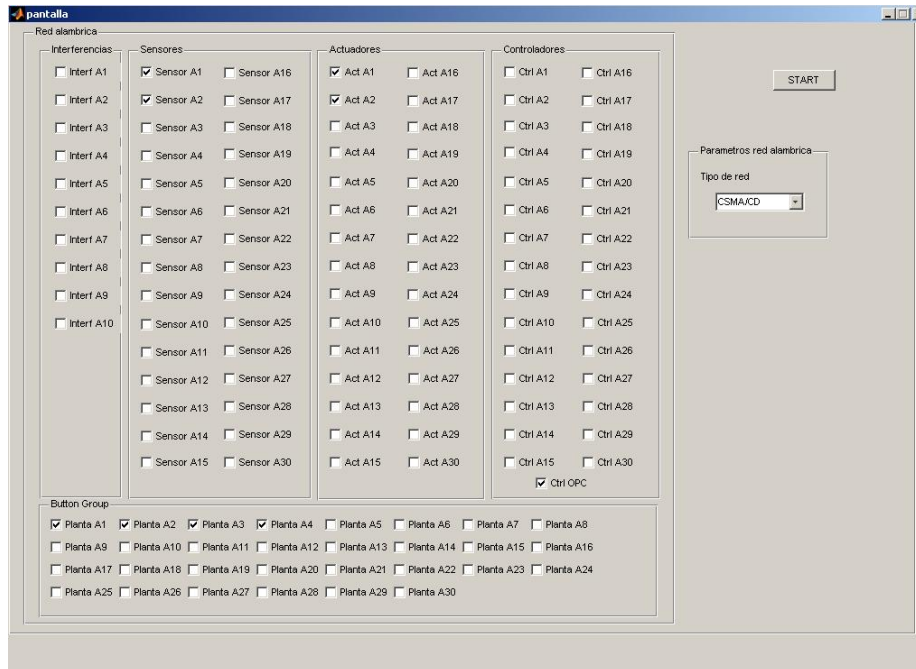 pantalla
Red alambrica
Interferencias Sensores Actuadores Controladores
Interf A1 Sensor A1 Sensor A16 Act A1 Act A16 Ctrl A1 Ctrl A16
START
Interf A2 Sensor A2 Sensor A17 Act A2 Act A17 Ctrl A2 Ctrl A17
Interf A3 Sensor A3 Sensor A18 Act A3 Act A18 Ctrl A3 Ctrl A18
Interf A4 Sensor A4 Sensor A19 Act A4 Act A19 Ctrl A4 Ctrl A19
Parametros red alambrica
Tipo de red
Interf A5 Sensor A5 Sensor A20 Act A5 Act A20 Ctrl A5 Ctrl A20
CSMA/CD
Interf A6 Sensor A6 Sensor A21 Act A6 Act A21 Ctrl A6 Ctrl A21
Interf A7 Sensor A7 Sensor A22 Act A7 Act A22 Ctrl A7 Ctrl A22
Interf A8 Sensor A8 Sensor A23 Act A8 Act A23 Ctrl A8 Ctrl A23
Interf A9 Sensor A9 Sensor A24 Act A9 Act A24 Ctrl A9 Ctrl A24
Interf A10 Sensor A10 Sensor A25 Act A10 Act A25 Ctrl A10 Ctrl A25
Sensor A11 Sensor A26 Act A11 Act A26 Ctrl A11 Ctrl A26
Sensor A12 Sensor A27 Act A12 Act A27 Ctrl A12 Ctrl A27
Sensor A13 Sensor A28 Act A13 Act A28 Ctrl A13 Ctrl A28
Sensor A14 Sensor A29 Act A14 Act A29 Ctrl A14 Ctrl A29
Sensor A15 Sensor A30 Act A15 Act A30 Ctrl A15 Ctrl A30
Ctrl OPC
Button Group
Planta A1 Planta A2 Planta A3 Planta A4 Planta A5 Planta A6 Planta A7 Planta A8
Planta A9 Planta A10 Planta A11 Planta A12 Planta A13 Planta A14 Planta A15 Planta A16
Planta A17 Planta A18 Planta A19 Planta A20 Planta A21 Planta A22 Planta A23 Planta A24
Planta A25 Planta A26 Planta A27 Planta A28 Planta A29 Planta A30